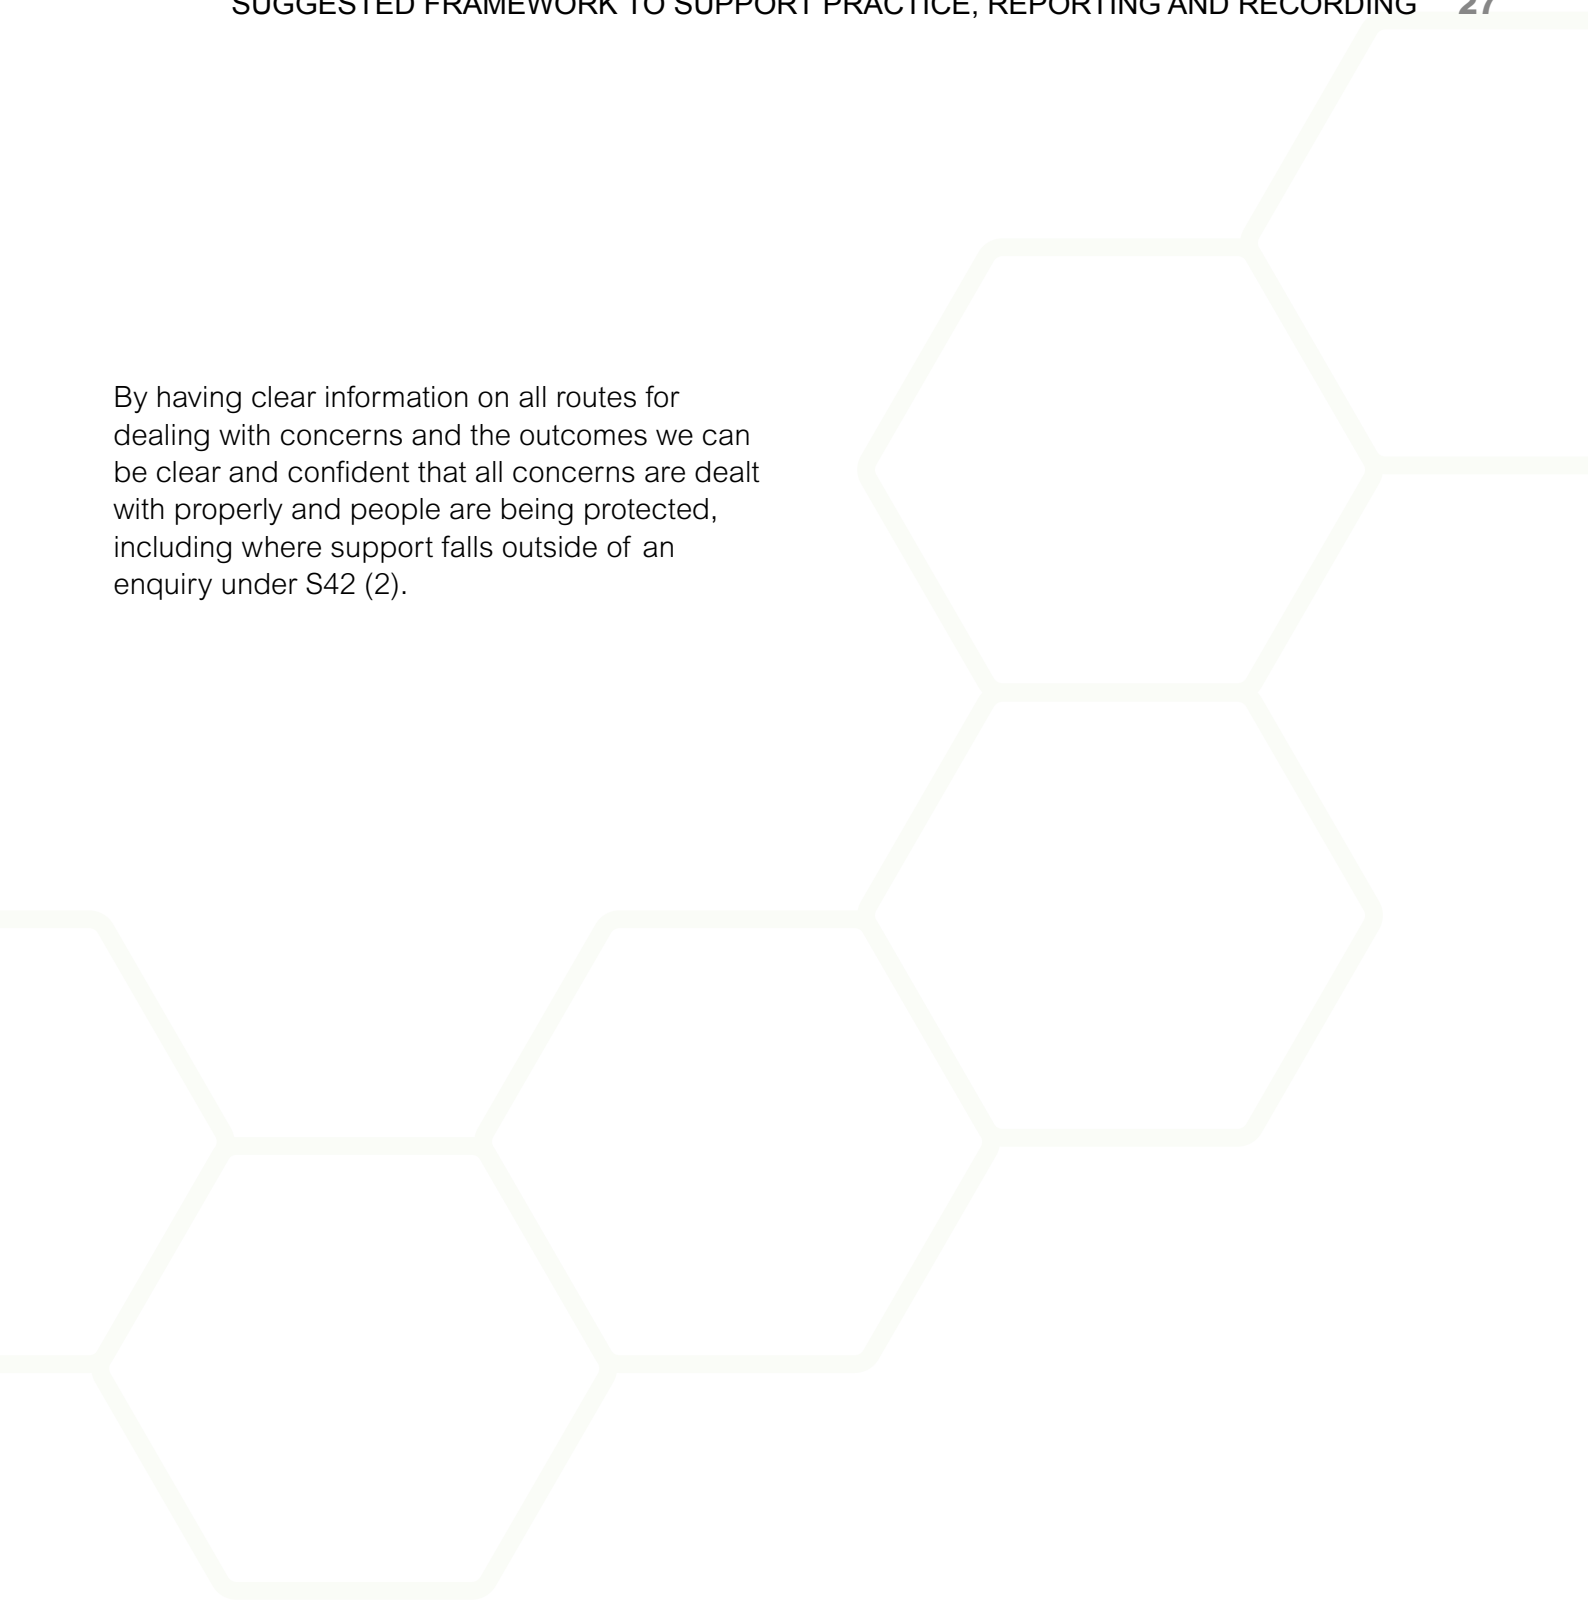 SUGGESTED FRAMEWORK TO SUPPORT PRACTICE, REPORTING AND RECORDING 27
By having clear information on all routes for
dealing with concerns and the outcomes we can
be clear and confident that all concerns are dealt
with properly and people are being protected,
including where support falls outside of an
enquiry under S42 (2).